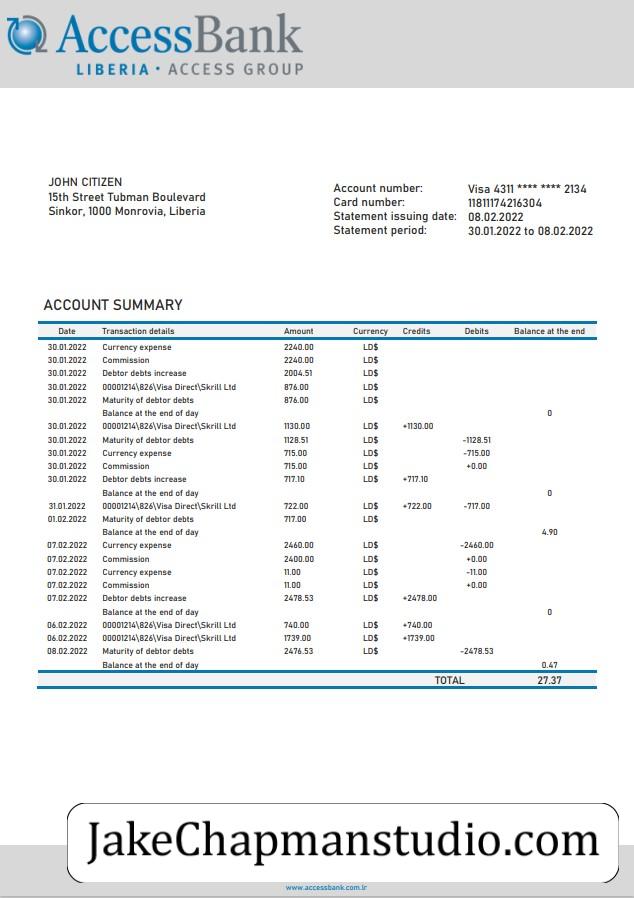 AccessBank
LIBERIA • ACCESS GROUP
JOHN CITIZEN
15th Street Tubman Boulevard
Sinkor, 1000 Monrovia, Liberia
Account number: Visa 4311 **** **** 2134
Card number: 11811174216304
Statement issuing date: 08.02.2022
Statement period: 30.01.2022 to 08.02.2022
ACCOUNT SUMMARY
Date Transaction details Amount Currency Credits Debits Balance at the end
30.01.2022 Currency expense 2240.00 LD$
30.01.2022 Commission 2240.00 LD$
30.01.2022 Debtor debts increase 2004.51 LD$
30.01.2022 00001214\826\Visa Direct\Skrill Ltd 876.00 LD$
30.01.2022 Maturity of debtor debts 876.00 LD$
Balance at the end of day 0
30.01.2022 00001214\826\Visa Direct\Skrill Ltd 1130.00 LD$ +1130.00
30.01.2022 Maturity of debtor debts 1128.51 LD$ -1128.51
30.01.2022 Currency expense 715.00 LD$ -715.00
30.01.2022 Commission 715.00 LD$ +0.00
30.01.2022 Debtor debts increase 717.10 LD$ +717.10
Balance at the end of day 0
31.01.2022 00001214\826\Visa Direct\Skrill Ltd 722.00 LD$ +722.00 -717.00
01.02.2022 Maturity of debtor debts 717.00 LD$
Balance at the end of day 4.90
07.02.2022 Currency expense 2460.00 LD$ -2460.00
07.02.2022 Commission 2400.00 LD$ +0.00
07.02.2022 Currency expense 11.00 LD$ -11.00
07.02.2022 Commission 11.00 LD$ +0.00
07.02.2022 Debtor debts increase 2478.53 LD$ +2478.00
Balance at the end of day 0
06.02.2022 00001214\826\Visa Direct\Skrill Ltd 740.00 LD$ +740.00
06.02.2022 00001214\826\Visa Direct\Skrill Ltd 1739.00 LD$ +1739.00
08.02.2022 Maturity of debtor debts 2476.53 LD$ -2478.53
Balance at the end of day 0.47
TOTAL 27.37
JakeChapmanstudio.com
www.accessbank.com.lr